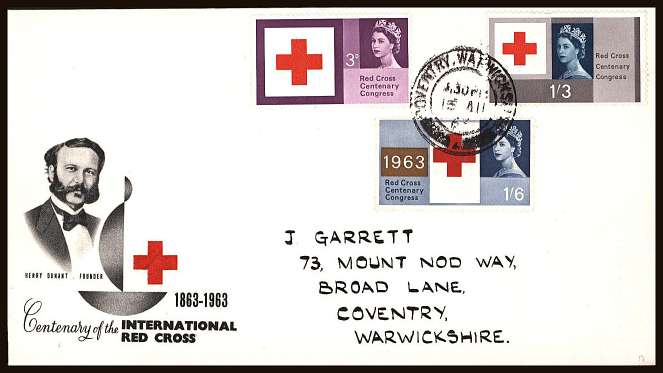 3D
Red Cross
Centenary
Congress
Red Cross
Centenary
Congress
1/3
COVENTRY, WARWICKS
1963
Red Cross
Centenary
Congress
1/6
HENRY DUNANT . FOUNDER
1863-1963
Centenary of the INTERNATIONAL
RED CROSS
J. GARRETT
73, MOUNT NOD WAY,
BROAD LANE,
COVENTRY,
WARWICKSHIRE.